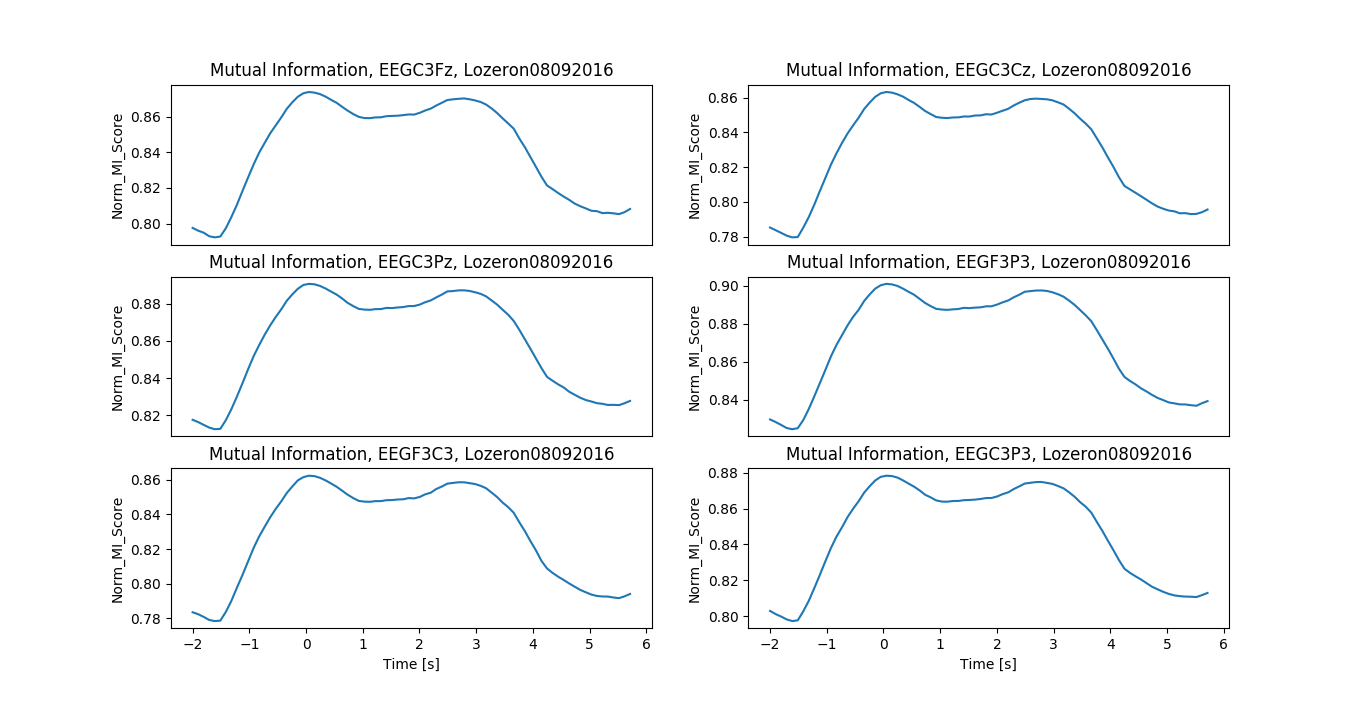 Mutual Information, EEGC3Fz, Lozeron08092016
Norm_MI_Score
0.86
0.84
0.82
0.80
Mutual Information, EEGC3Cz, Lozeron08092016
Norm_MI_Score
0.86
0.84
0.82
0.80
0.78
Mutual Information, EEGC3Pz, Lozeron08092016
Norm_MI_Score
0.88
0.86
0.84
0.82
Mutual Information, EEGF3P3, Lozeron08092016
Norm_MI_Score
0.90
0.88
0.86
0.84
Mutual Information, EEGF3C3, Lozeron08092016
Norm_MI_Score
0.86
0.84
0.82
0.80
0.78
−2 −1 0 1 2 3 4 5 6
Time [s]
Mutual Information, EEGC3P3, Lozeron08092016
Norm_MI_Score
0.88
0.86
0.84
0.82
0.80
−2 −1 0 1 2 3 4 5 6
Time [s]